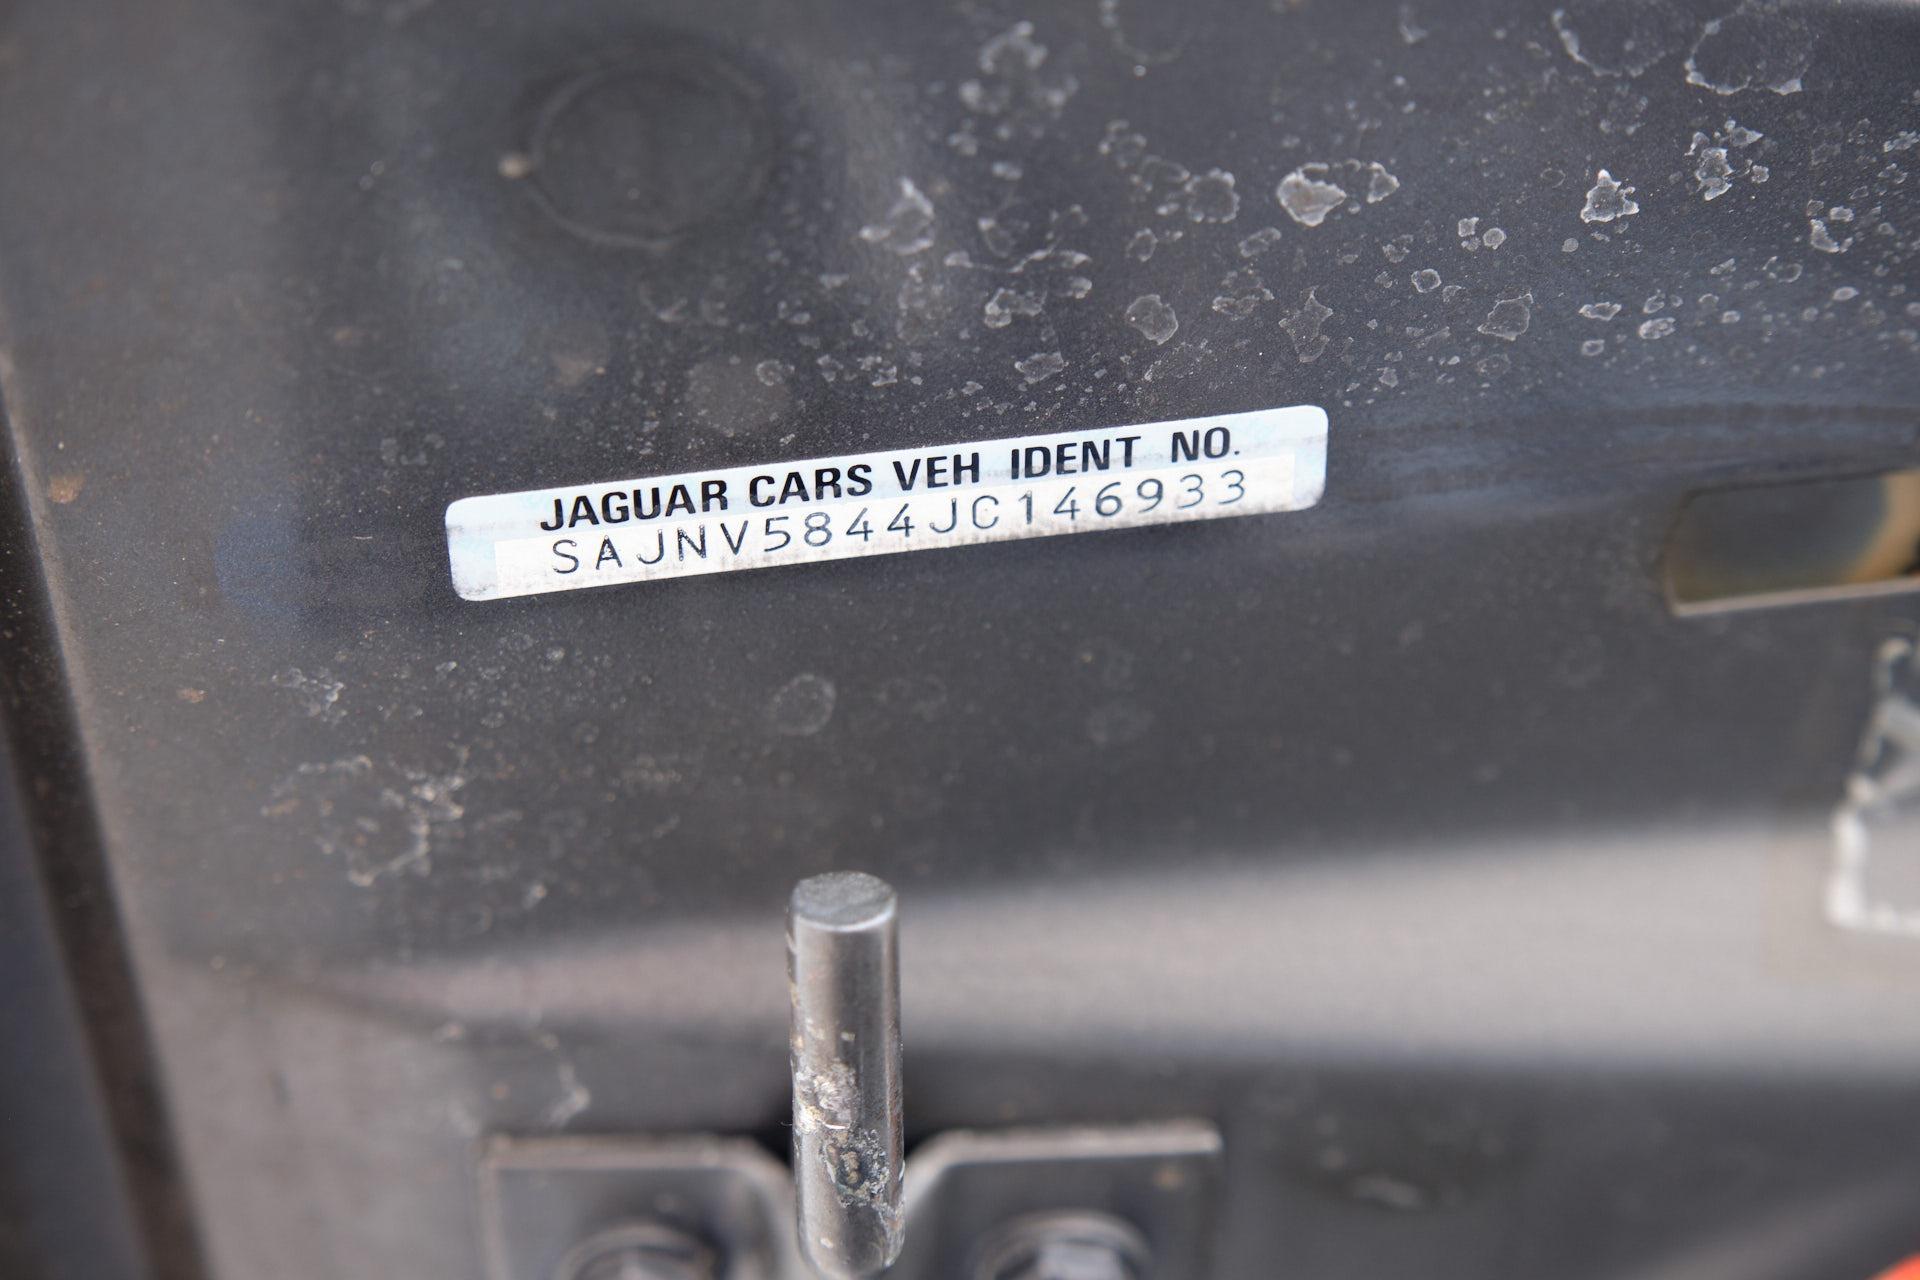 JAGUAR CARS VEH IDENT NO.
SAJNV5844JC146933